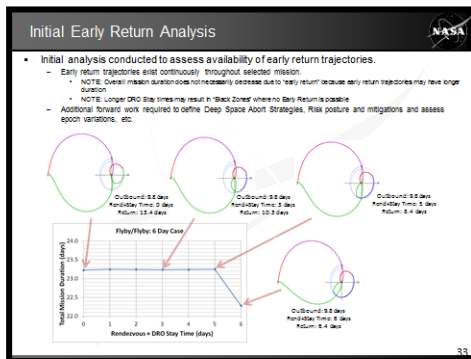 Initial Early Return Analysis
NASA
Initial analysis conducted to assess availability of early return trajectories.
– Early return trajectories exist continuously throughout selected mission.
• NOTE: Overall mission duration does not necessarily decrease due to "early return" because early return trajectories may have longer
duration
• NOTE: Longer DRO Stay times may result in "Black Zones" where no Early Return is possible
– Additional forward work required to define Deep Space Abort Strategies, Risk posture and mitigations and assess
epoch variations, etc.
Outbound: 9.8 days
Rend+Stay Time: 0 days
Return: 13.4 days
Outbound: 9.8 days
Rend+Stay Time: 3 days
Return: 10.3 days
Outbound: 9.8 days
Rend+Stay Time: 5 days
Return: 8.4 days
Flyby/Flyby: 6 Day Case
Total Mission Duration (days)
24.0
23.5
23.0
22.5
22.0
0 1 2 3 4 5 6
Rendezvous + DRO Stay Time (days)
Outbound: 9.8 days
Rend+Stay Time: 6 days
Return: 6.4 days
33